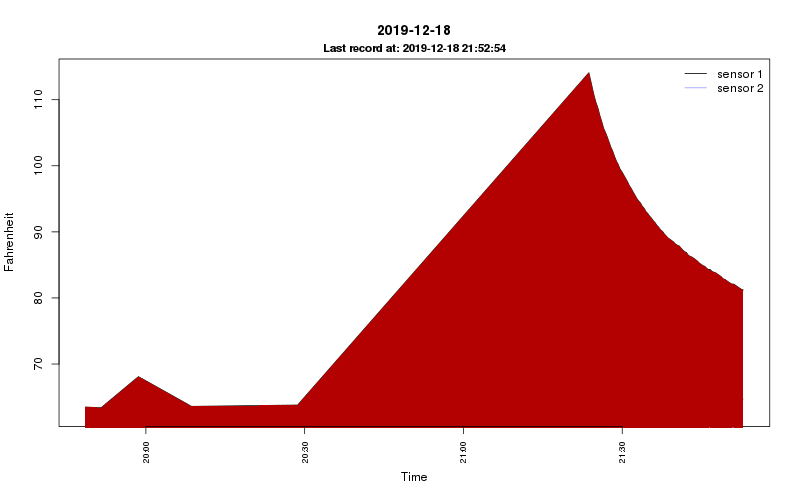 2019-12-18
Last record at: 2019-12-18 21:52:54
sensor 1
sensor 2
110
100
90
80
70
Fahrenheit
20:00
20:30
21:00
21:30
Time